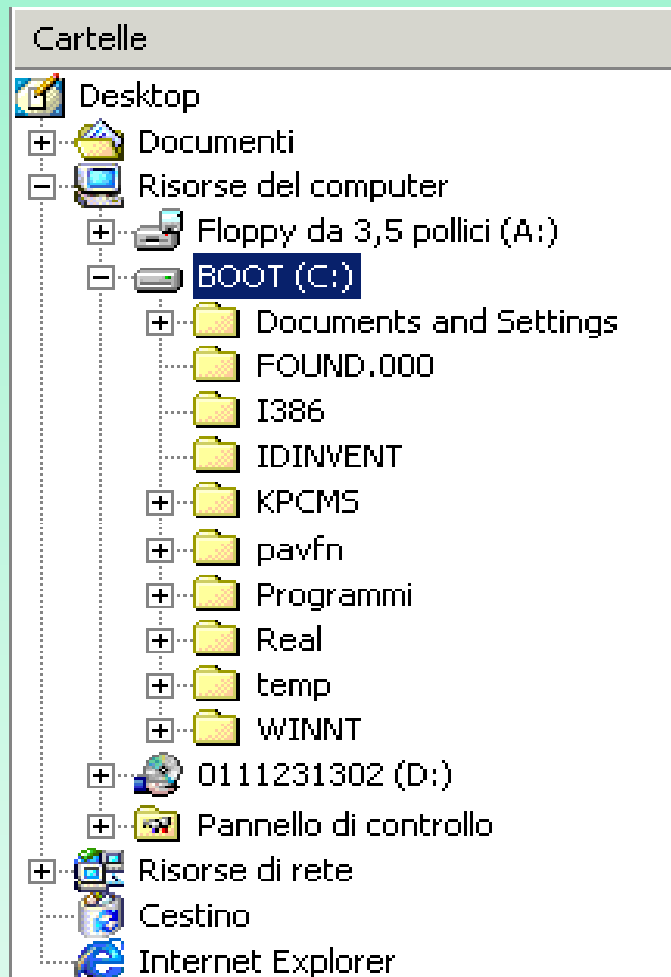 Cartelle
Desktop
Documenti
Risorse del computer
Floppy da 3,5 pollici (A:)
BOOT (C:)
Documents and Settings
FOUND.000
I386
IDINVENT
KPCMS
pavfn
Programmi
Real
temp
WINNT
0111231302 (D:)
Pannello di controllo
Risorse di rete
Cestino
Internet Explorer